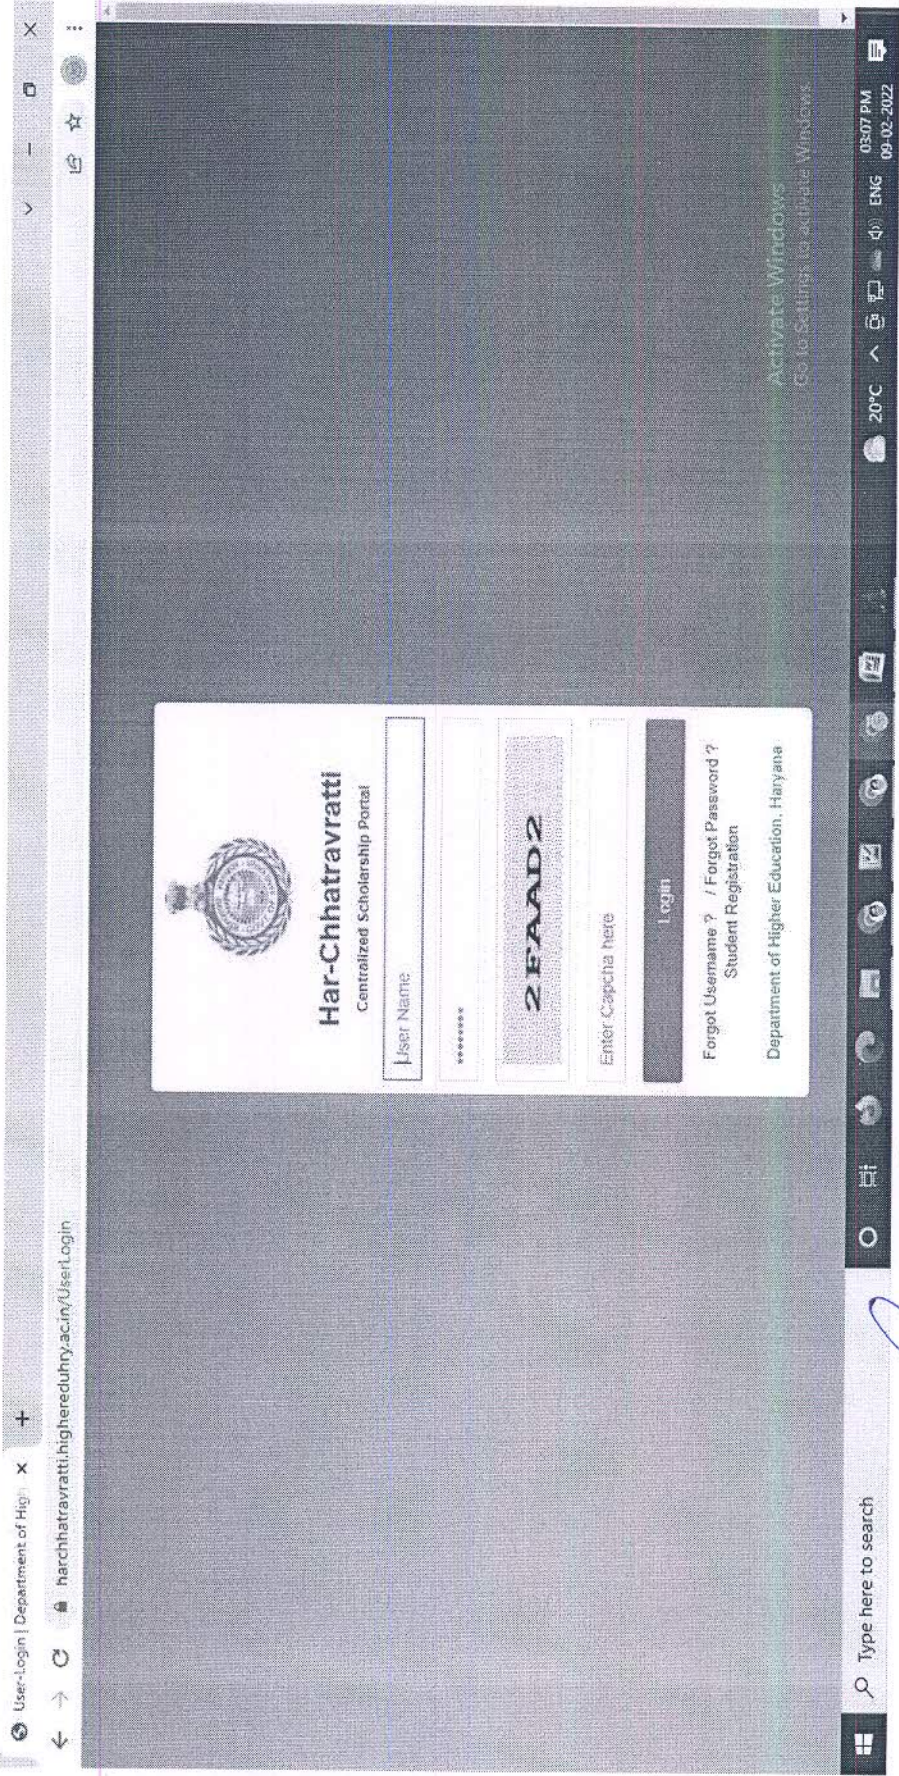 User-Login | Department of High
harchhatravratti.highereduhry.ac.in/UserLogin
Har-Chhatravratti
Centralized Scholarship Portal
User Name
********
2FAAD2
Enter Capcha here
Login
Forgot Username ? / Forgot Password ?
Student Registration
Department of Higher Education, Haryana
Activate Windows
Go to Settings to activate Windows.
Type here to search
20°C
ENG
03:07 PM
09-02-2022